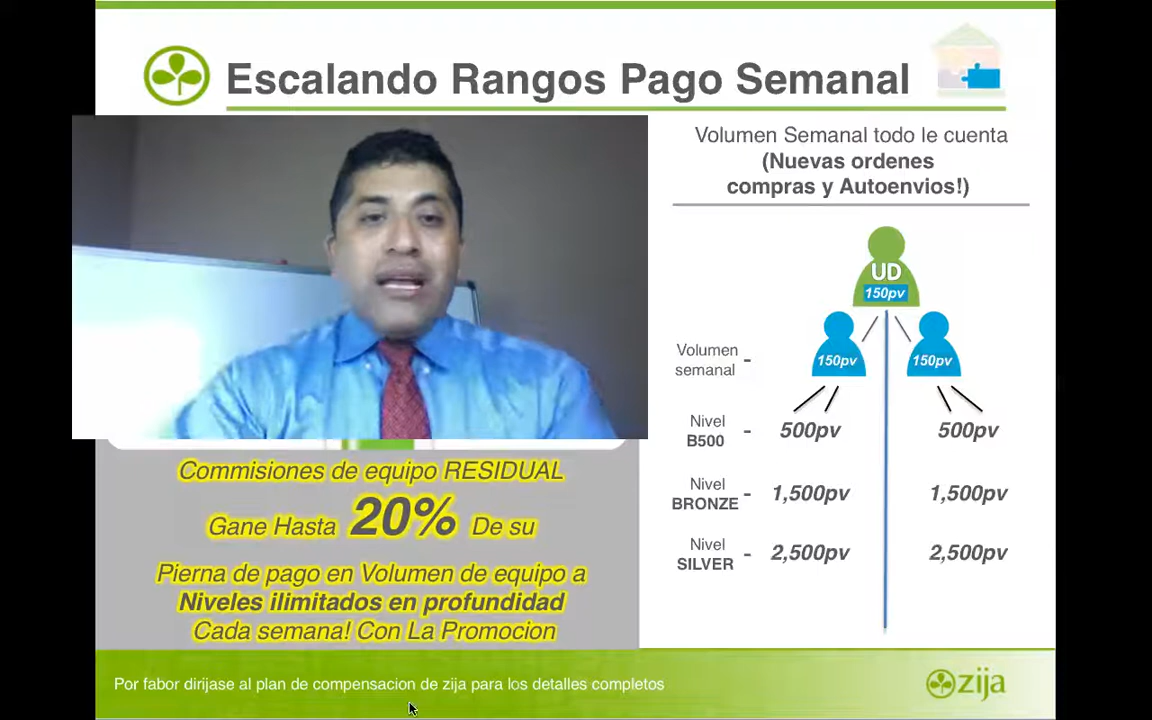 Escalando Rangos Pago Semanal
Volumen Semanal todo le cuenta
(Nuevas ordenes
compras y Autoenvios!)
UD
150pv
Volumen
semanal -
150pv
150pv
Nivel
B500 - 500pv 500pv
Nivel
BRONZE - 1,500pv 1,500pv
Nivel
SILVER - 2,500pv 2,500pv
Commisiones de equipo RESIDUAL
Gane Hasta 20% De su
Pierna de pago en Volumen de equipo a
Niveles ilimitados en profundidad
Cada semana! Con La Promocion
Por fabor dirijase al plan de compensacion de zija para los detalles completos
zija